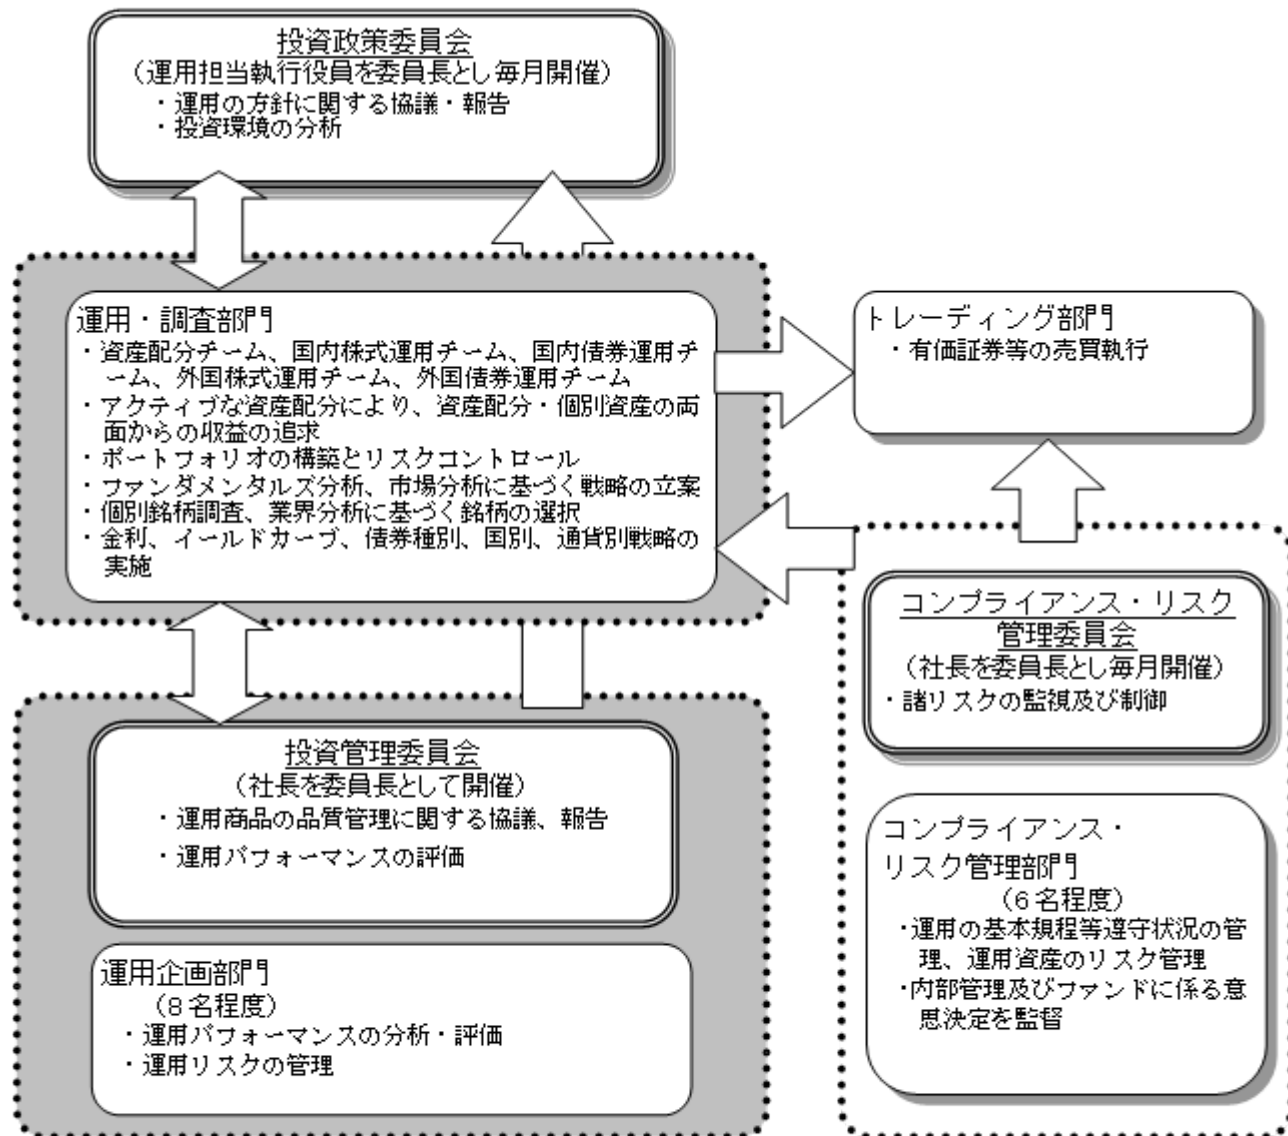 投資政策委員会
（運用担当執行役員を委員長とし毎月開催）
・運用の方針に関する協議・報告
・投資環境の分析
運用・調査部門
・資産配分チーム、国内株式運用チーム、国内債券運用チ
ーム、外国株式運用チーム、外国債券運用チーム
・アクティブな資産配分により、資産配分・個別資産の両
面からの収益の追求
・ポートフォリオの構築とリスクコントロール
・ファンダメンタルズ分析、市場分析に基づく戦略の立案
・個別銘柄調査、業界分析に基づく銘柄の選択
・金利、イールドカーブ、債券種別、国別、通貨別戦略の
実施
トレーディング部門
・有価証券等の売買執行
投資管理委員会
（社長を委員長として開催）
・運用商品の品質管理に関する協議、報告
・運用パフォーマンスの評価
運用企画部門
（８名程度）
・運用パフォーマンスの分析・評価
・運用リスクの管理
コンプライアンス・リスク
管理委員会
（社長を委員長とし毎月開催）
・諸リスクの監視及び制御
コンプライアンス・
リスク管理部門
（６名程度）
・運用の基本規程等遵守状況の管
理、運用資産のリスク管理
・内部管理及びファンドに係る意
思決定を監督